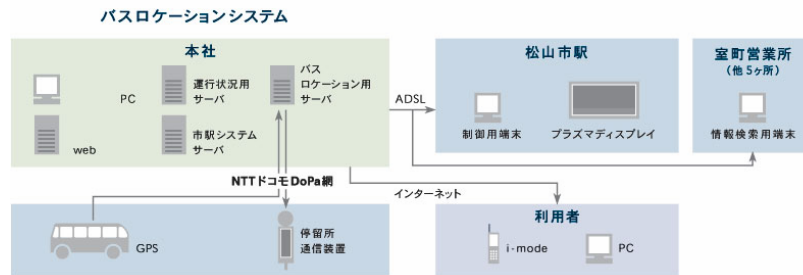 バスロケーションシステム
本社
PC
運行状況用
サーバ
バス
ロケーション用
サーバ
web
市駅システム
サーバ
ADSL
松山市駅
制御用端末
プラズマディスプレイ
室町営業所
(他5ヶ所)
情報検索用端末
NTTドコモDoPa網
インターネット
GPS
停留所
通信装置
利用者
i-mode
PC